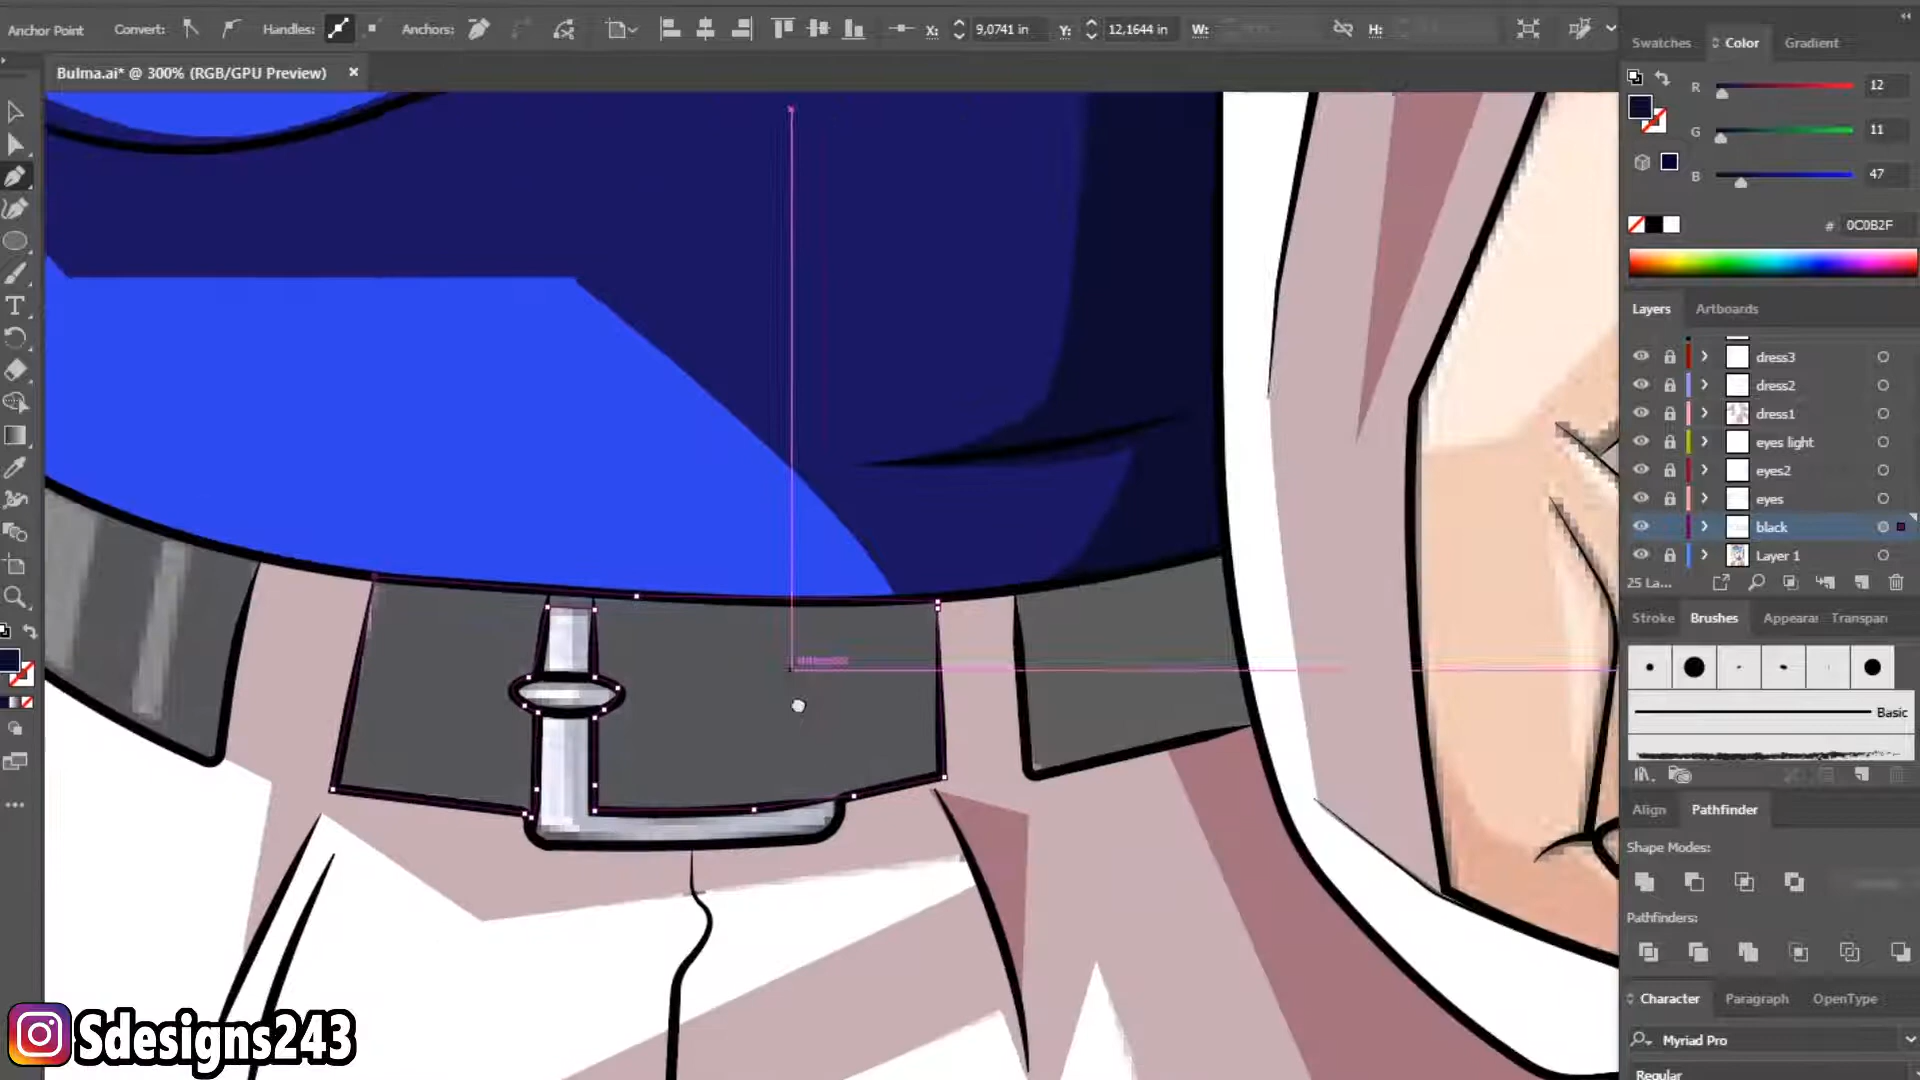 Anchor Point Convert: Handles: Anchors: X: 9,0741 in Y: 12,1644 in W: H:
Bulma.ai* @ 300% (RGB/GPU Preview) ×
Swatches Color Gradient
R 12
G 11
B 47
# 0C0B2F
Layers Artboards
dress3
dress2
dress1
eyes light
eyes2
eyes
black
Layer 1
25 La...
Stroke Brushes Appeara Transpar
Basic
Align Pathfinder
Shape Modes:
Pathfinders:
Character Paragraph OpenType
Myriad Pro
Regular
Sdesigns243